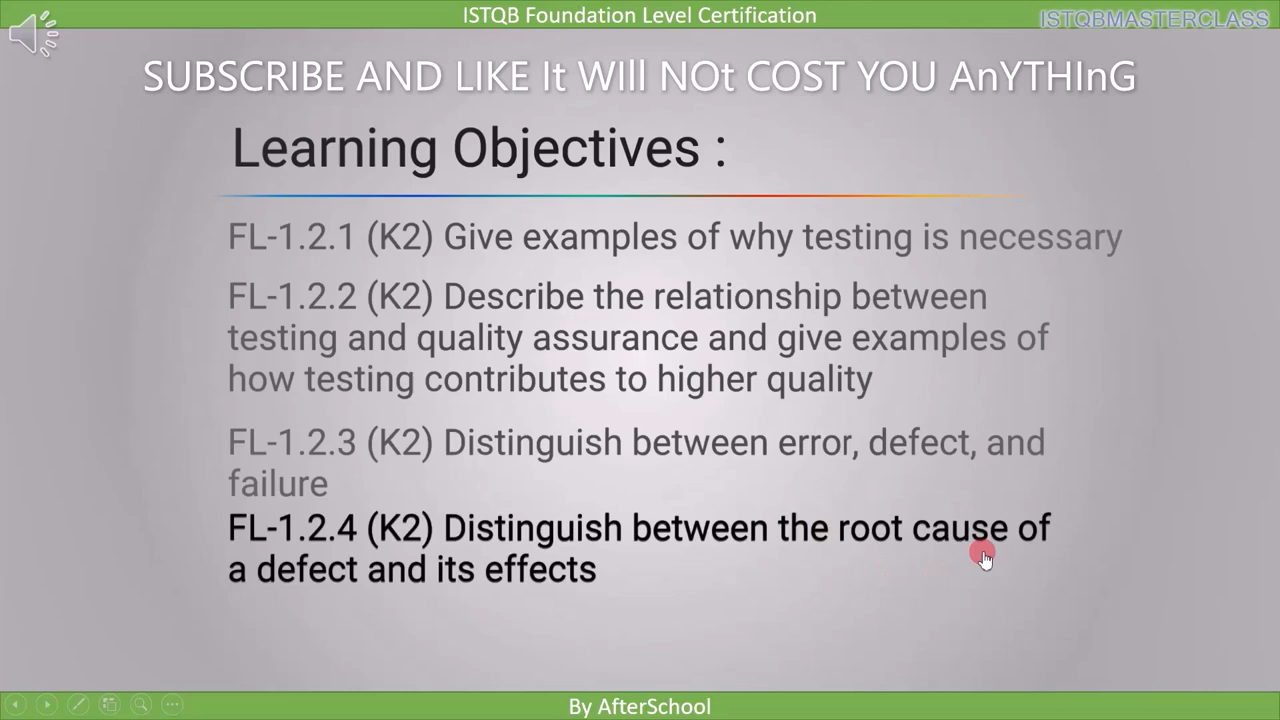 ISTQB Foundation Level Certification
ISTQBMASTERCLASS
SUBSCRIBE AND LIKE It WIll NOt COST YOU AnYTHInG
Learning Objectives :
FL-1.2.1 (K2) Give examples of why testing is necessary
FL-1.2.2 (K2) Describe the relationship between
testing and quality assurance and give examples of
how testing contributes to higher quality
FL-1.2.3 (K2) Distinguish between error, defect, and
failure
FL-1.2.4 (K2) Distinguish between the root cause of
a defect and its effects
By AfterSchool